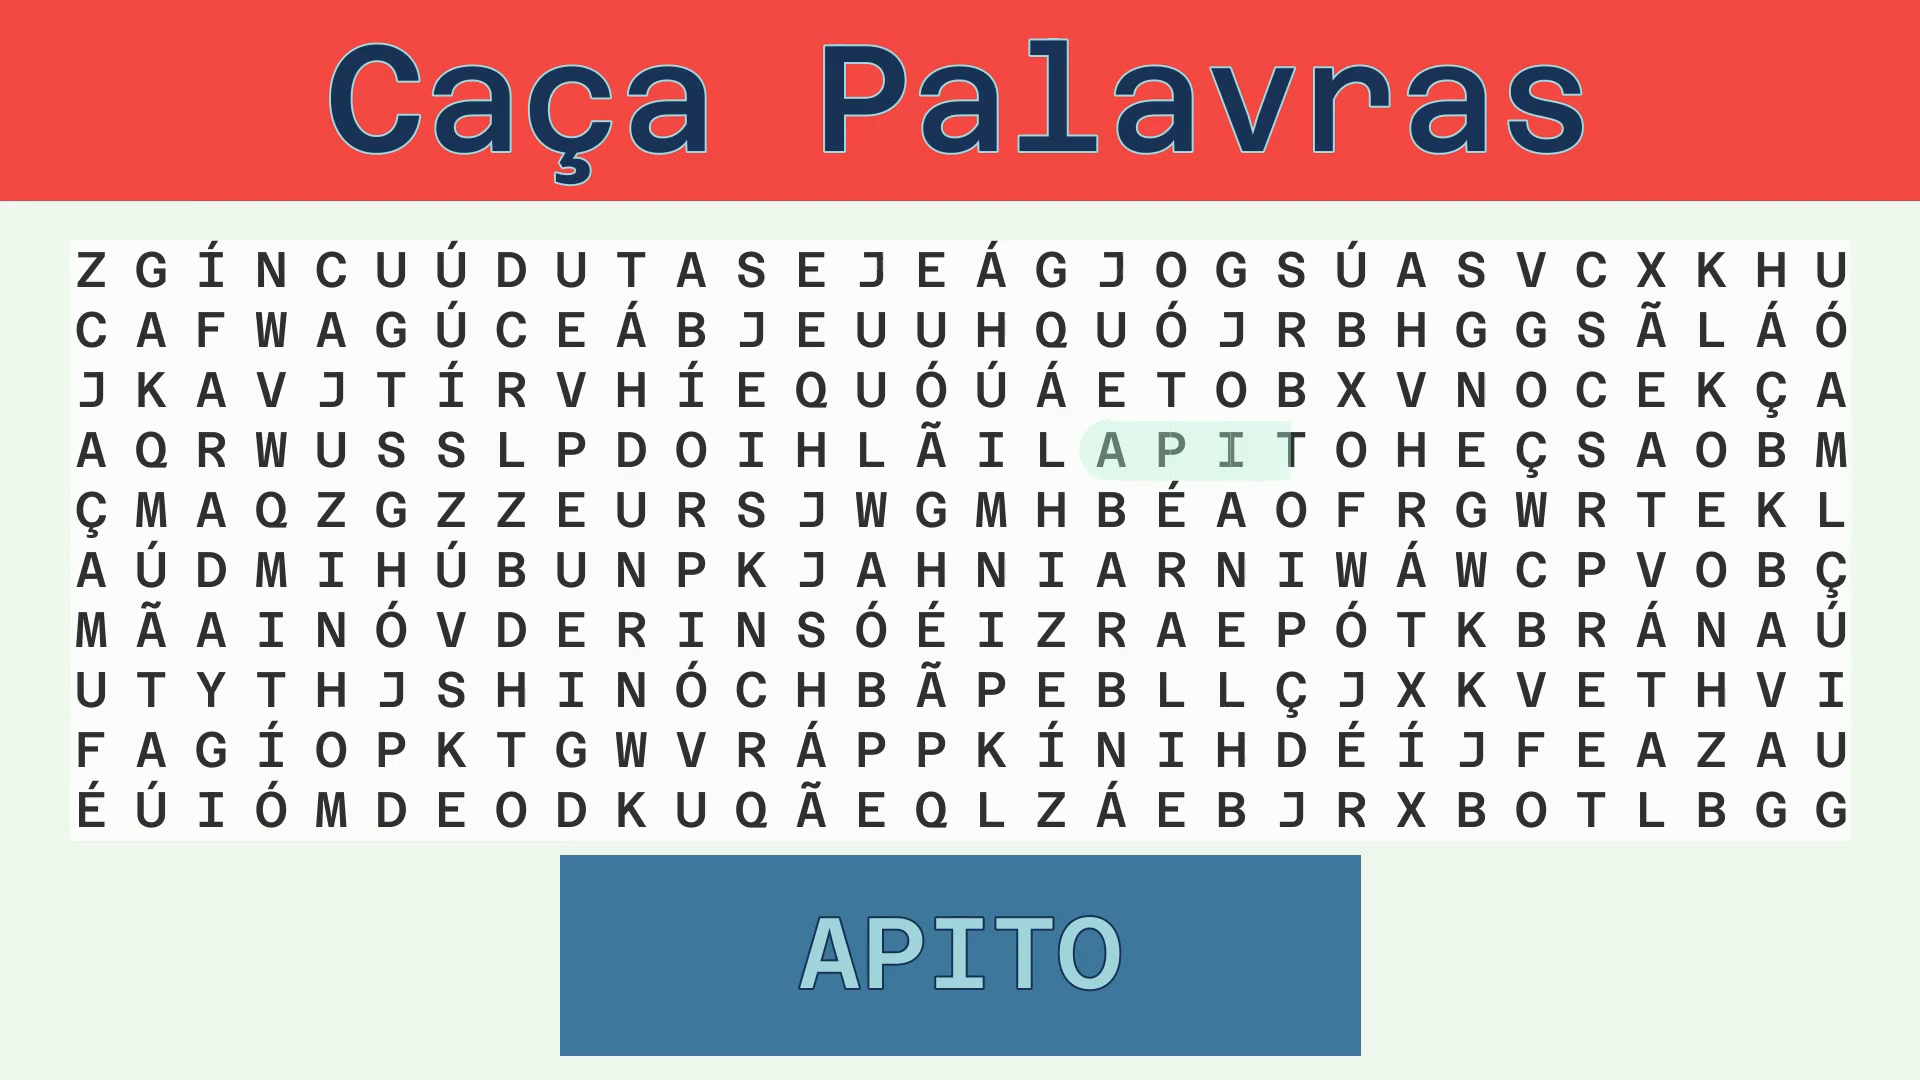 Caça Palavras
Z G Í N C U Ú D U T A S E J E Á G J O G S Ú A S V C X K H U
C A F W A G Ú C E Á B J E U U H Q U Ó J R B H G G S Ã L Á Ó
J K A V J T Í R V H Í E Q U Ó Ú Á E T O B X V N O C E K Ç A
A Q R W U S S L P D O I H L Ã I L A P I T O H E Ç S A O B M
Ç M A Q Z G Z Z E U R S J W G M H B É A O F R G W R T E K L
A Ú D M I H Ú B U N P K J A H N I A R N I W Á W C P V O B Ç
M Ã A I N Ó V D E R I N S Ó É I Z R A E P Ó T K B R Á N A Ú
U T Y T H J S H I N Ó C H B Ã P E B L L Ç J X K V E T H V I
F A G Í O P K T G W V R Á P P K Í N I H D É Í J F E A Z A U
É Ú I Ó M D E O D K U Q Ã E Q L Z Á E B J R X B O T L B G G
APITO